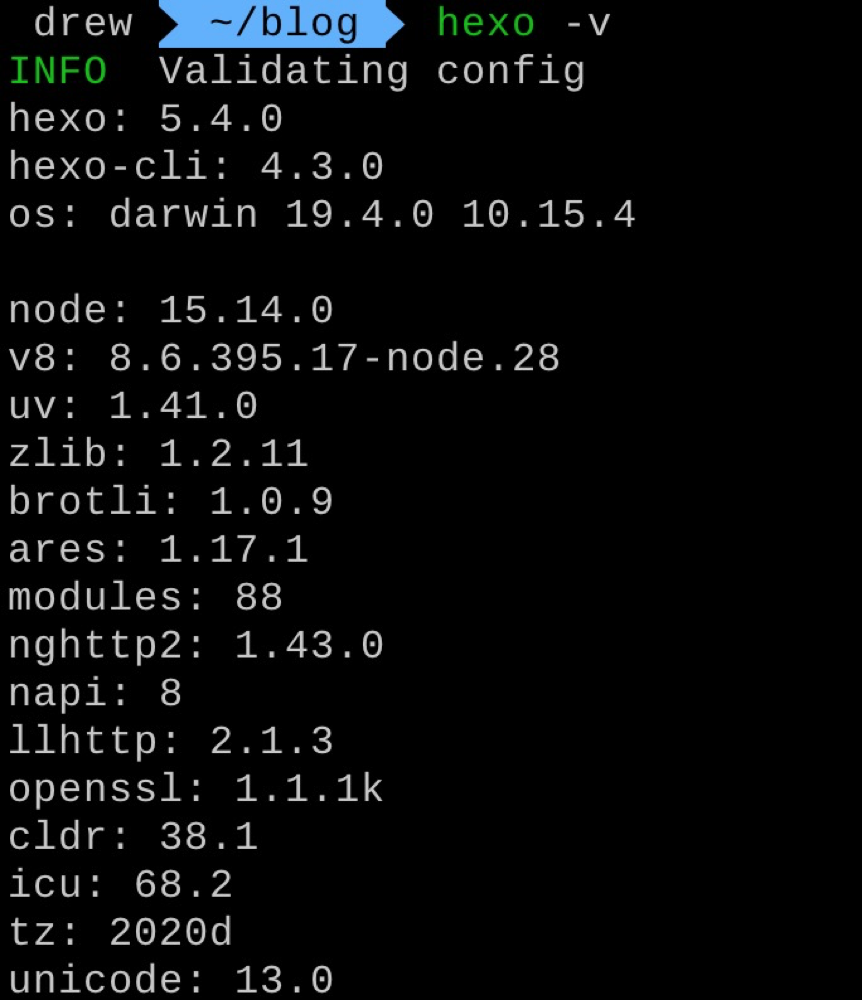 drew ~/blog hexo -v
INFO Validating config
hexo: 5.4.0
hexo-cli: 4.3.0
os: darwin 19.4.0 10.15.4
node: 15.14.0
v8: 8.6.395.17-node.28
uv: 1.41.0
zlib: 1.2.11
brotli: 1.0.9
ares: 1.17.1
modules: 88
nghttp2: 1.43.0
napi: 8
llhttp: 2.1.3
openssl: 1.1.1k
cldr: 38.1
icu: 68.2
tz: 2020d
unicode: 13.0